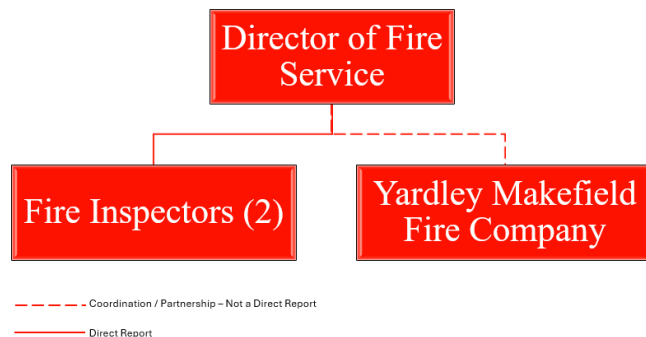 Director of Fire
Service
Fire Inspectors (2)
Yardley Makefield
Fire Company
Coordination / Partnership – Not a Direct Report
Direct Report